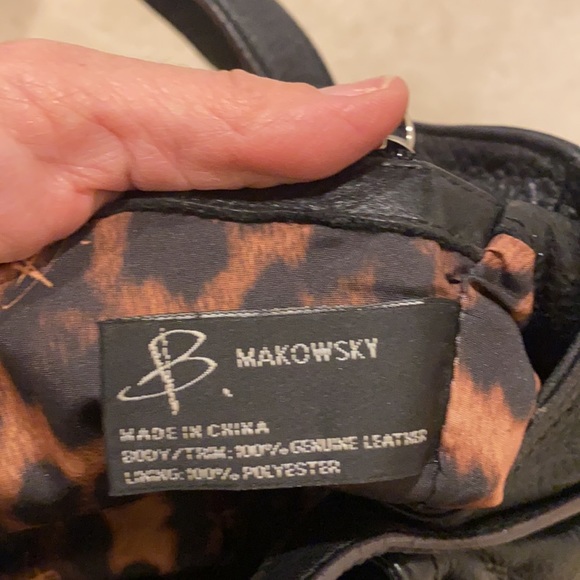 B. MAKOWSKY
MADE IN CHINA
BODY/TRIM: 100% GENUINE LEATHER
LINING: 100% POLYESTER